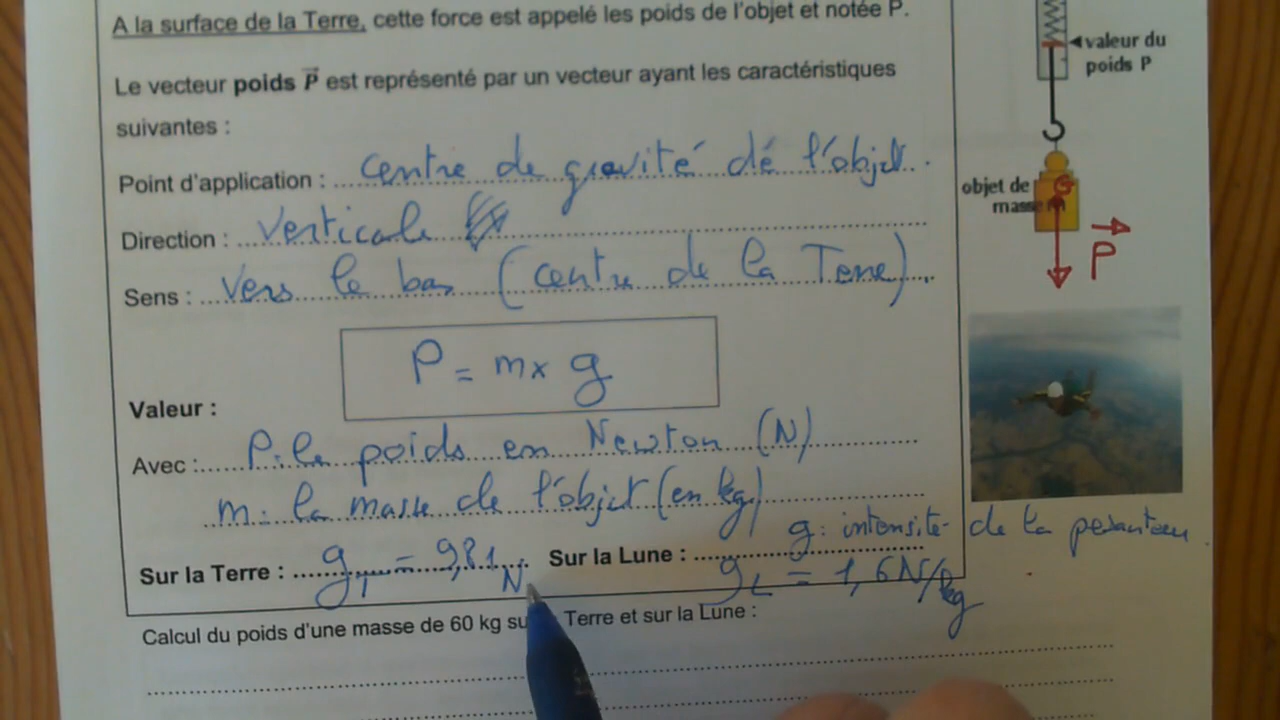 A la surface de la Terre, cette force est appelé les poids de l'objet et notée P.
valeur du
poids P
Le vecteur poids P est représenté par un vecteur ayant les caractéristiques
suivantes :
Point d'application : centre de gravité de l'objet.
objet de
masse m
G
P
Direction : verticale
Sens : vers le bas (centre de la Terre)
P = m x g
Valeur :
Avec : P: le poids en Newton (N)
m: la masse de l'objet (en kg)
g: intensité de la pesanteur
Sur la Terre : gT = 9,81 N
Sur la Lune : gL = 1,6 N/kg
Calcul du poids d'une masse de 60 kg su Terre et sur la Lune :